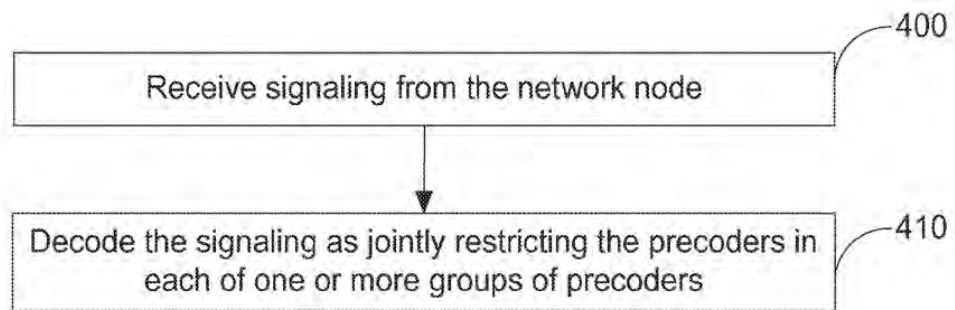 400
Receive signaling from the network node
410
Decode the signaling as jointly restricting the precoders in
each of one or more groups of precoders